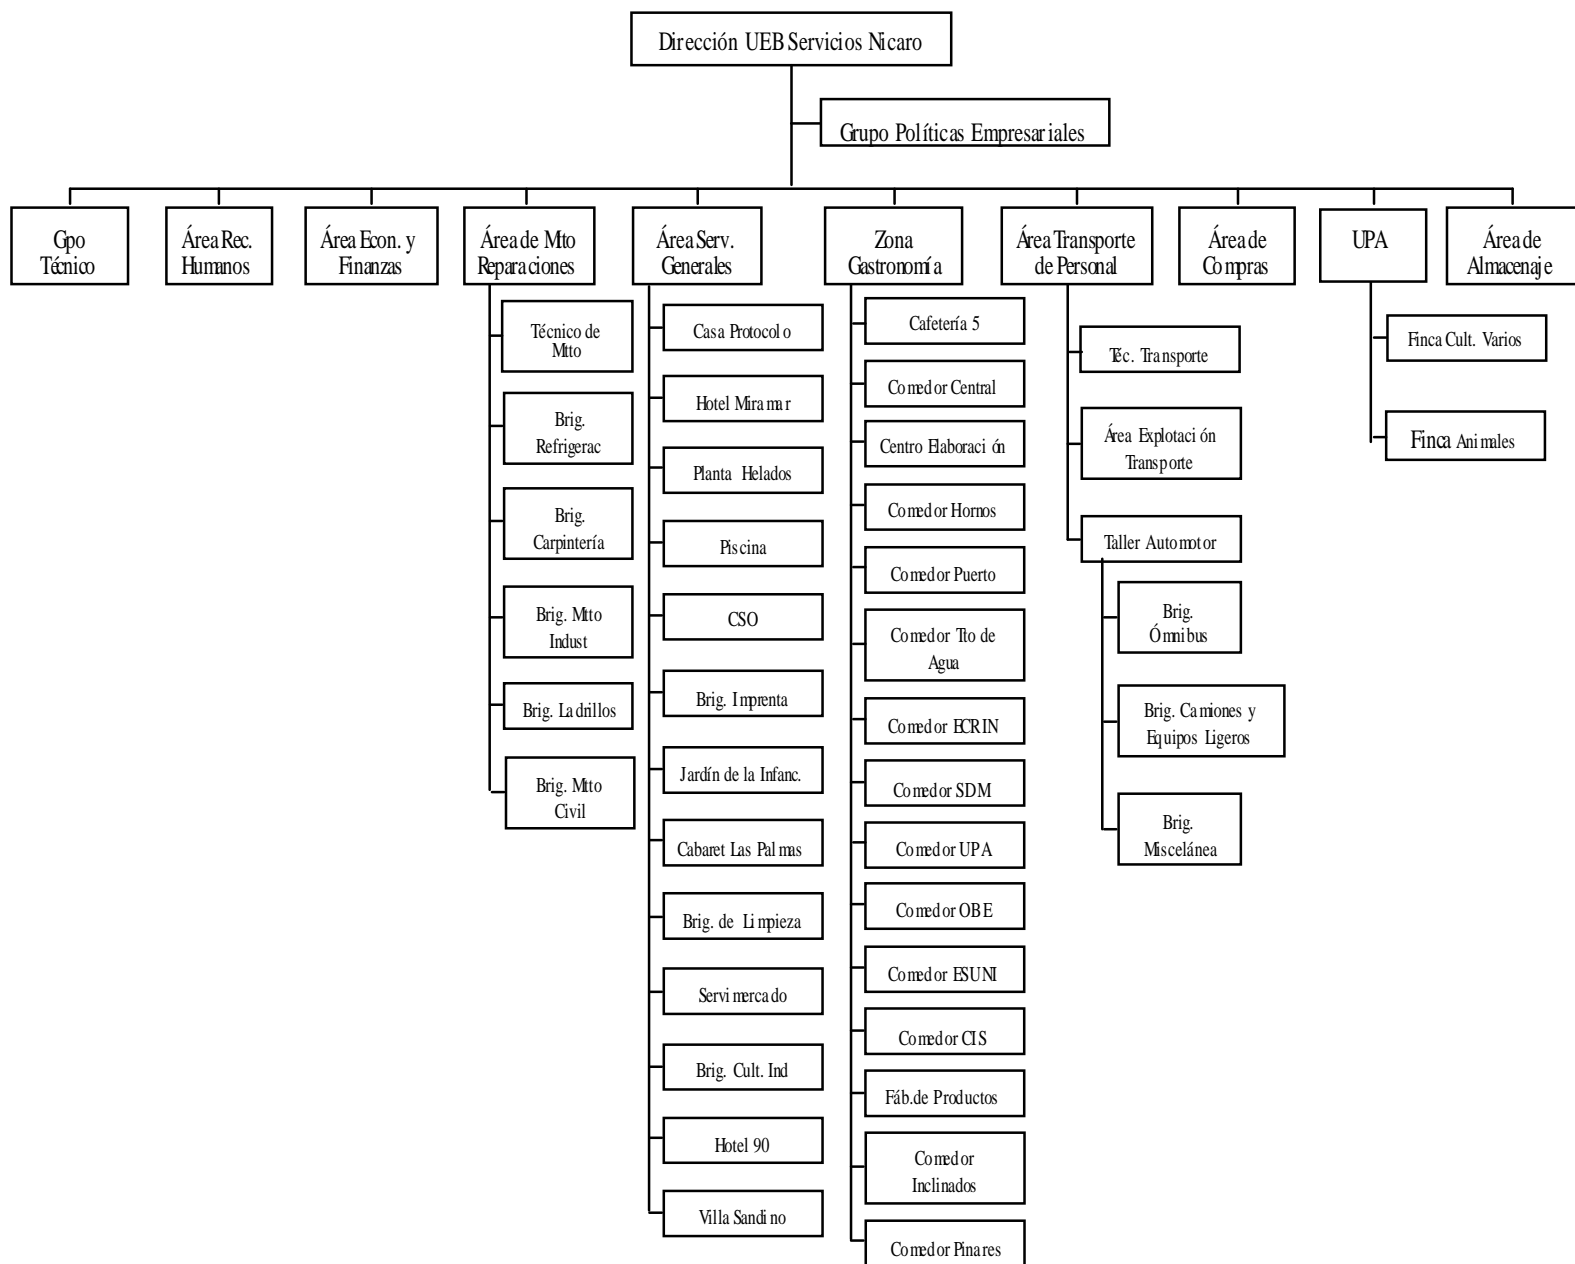 Dirección UEB Servicios Nicaro
Grupo Políticas Empresariales
Gpo
Técnico
Área Rec.
Humanos
Área Econ. y
Finanzas
Área de Mtto
Reparaciones
Área Serv.
Generales
Zona
Gastronomía
Área Transporte
de Personal
Área de
Compras
UPA
Área de
Almacenaje
Técnico de
Mtto
Brig.
Refrigerac
Brig.
Carpintería
Brig. Mtto
Indust
Brig. Ladrillos
Brig. Mtto
Civil
Casa Protocolo
Hotel Miramar
Planta Helados
Piscina
CSO
Brig. Imprenta
Jardín de la Infanc.
Cabaret Las Palmas
Brig. de Limpieza
Servimercado
Brig. Cult. Ind
Hotel 90
Villa Sandino
Cafetería 5
Comedor Central
Centro Elaboración
Comedor Hornos
Comedor Puerto
Comedor Tto de
Agua
Comedor ECRIN
Comedor SDM
Comedor UPA
Comedor OBE
Comedor ESUNI
Comedor CIS
Fáb.de Productos
Comedor
Inclinados
Comedor Pinares
Téc. Transporte
Área Explotación
Transporte
Taller Automotor
Brig.
Ómnibus
Brig. Camiones y
Equipos Ligeros
Brig.
Miscelánea
Finca Cult. Varios
Finca Animales